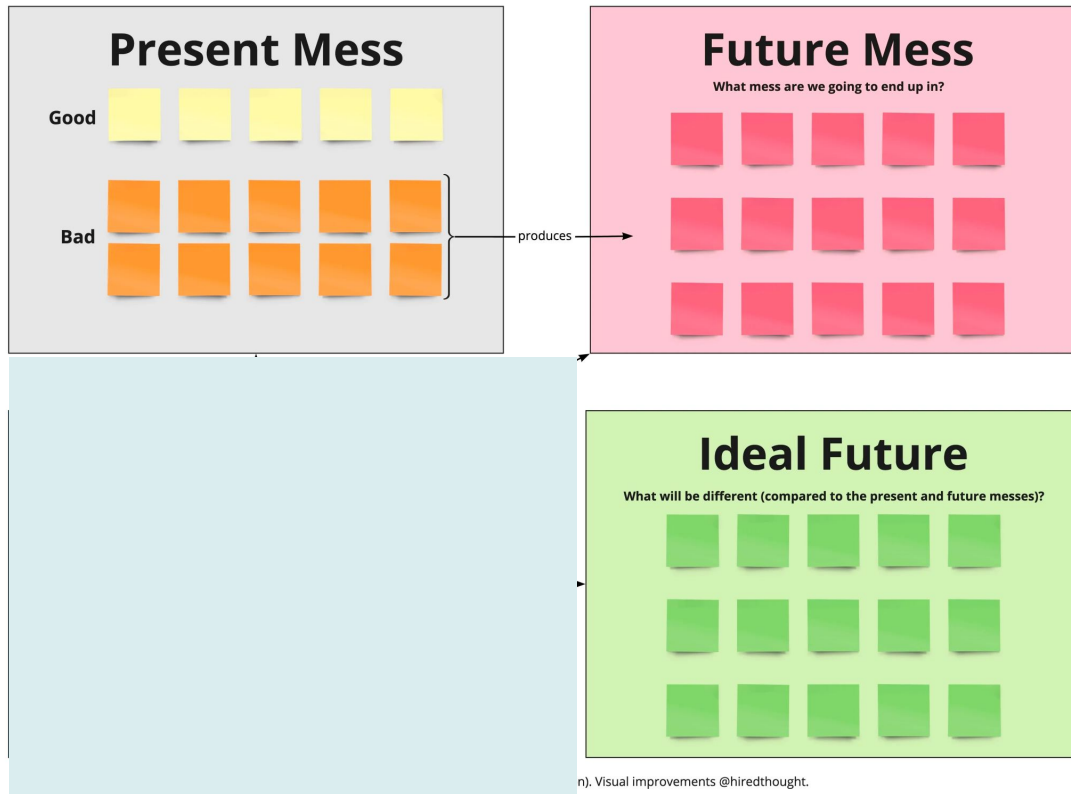 Present Mess
Good
Bad
produces
Future Mess
What mess are we going to end up in?
Ideal Future
What will be different (compared to the present and future messes)?
n). Visual improvements @hiredthought.